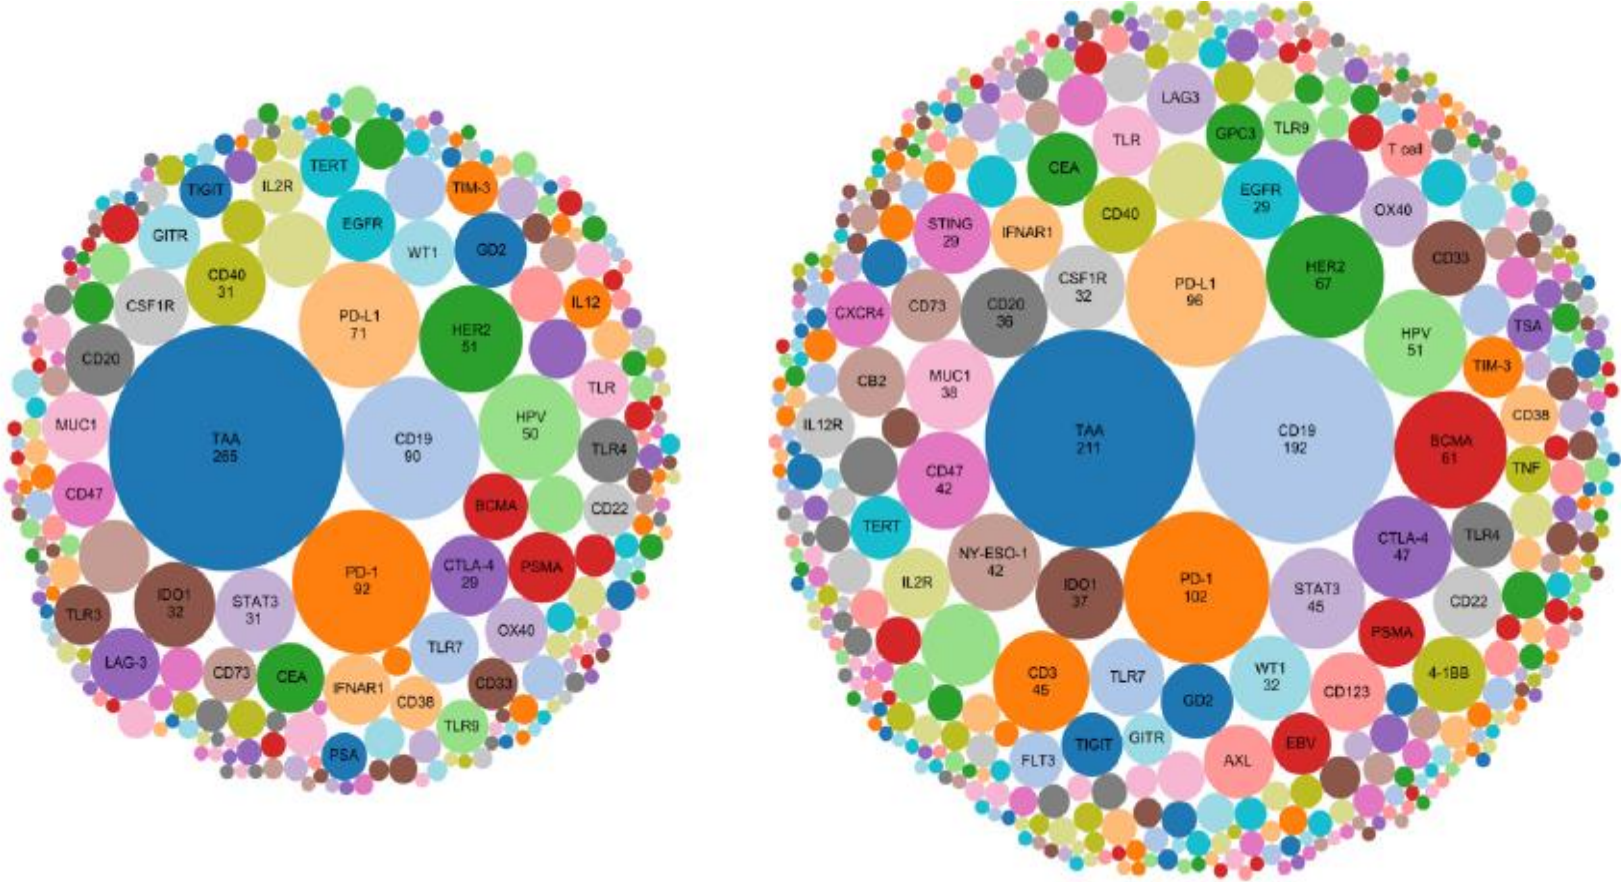 TERT
TIGIT
IL2R
TIM-3
GITR
EGFR
WT1
GD2
CD40
31
CSF1R
PD-L1
71
IL12
HER2
51
CD20
TLR
MUC1
TAA
265
CD19
90
HPV
50
TLR4
CD47
BCMA
CD22
PD-1
92
CTLA-4
29
PSMA
TLR3
IDO1
32
STAT3
31
OX40
LAG-3
TLR7
CD73
CEA
IFNAR1
CD38
CD33
TLR9
PSA
LAG3
TLR
GPC3
TLR9
T cell
CEA
EGFR
29
CD40
OX40
STING
29
IFNAR1
CD33
CSF1R
32
PD-L1
96
HER2
67
CXCR4
CD73
CD20
36
TSA
HPV
51
TIM-3
CB2
MUC1
38
CD38
IL12R
TAA
211
CD19
192
BCMA
61
TNF
CD47
42
TERT
CTLA-4
47
TLR4
NY-ESO-1
42
IL2R
IDO1
37
PD-1
102
STAT3
45
CD22
PSMA
CD3
45
TLR7
WT1
32
4-1BB
GD2
CD123
TIGIT
GITR
EBV
FLT3
AXL